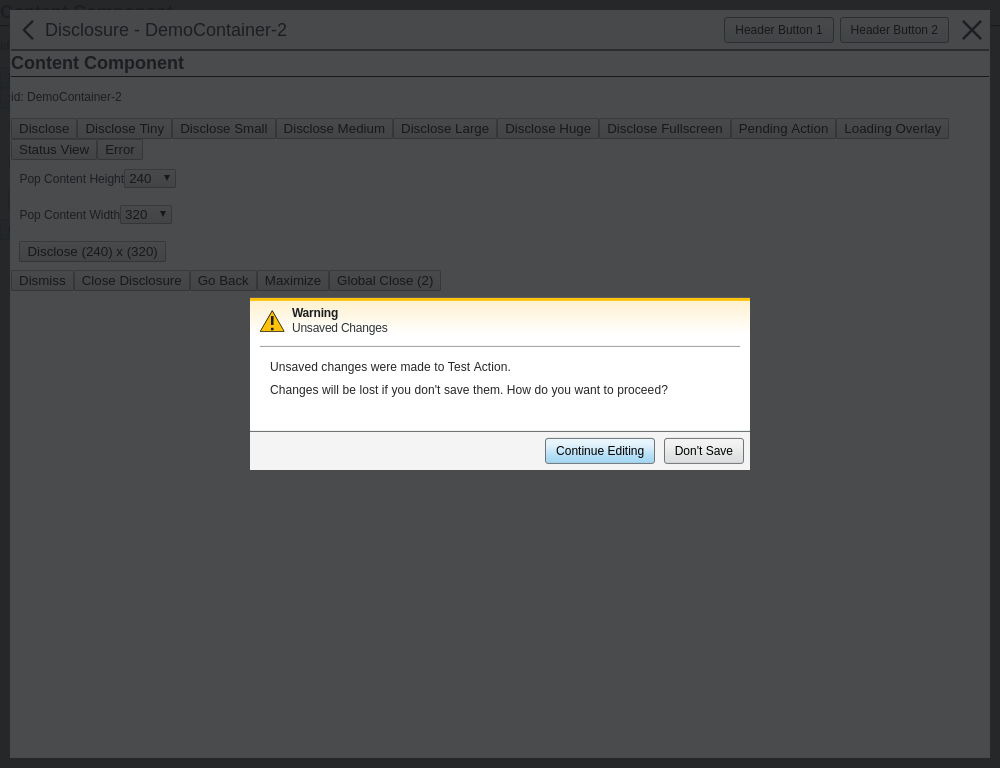 Content Component
Disclosure - DemoContainer-2
Header Button 1
Header Button 2
Content Component
id: DemoContainer-2
Disclose Disclose Tiny Disclose Small Disclose Medium Disclose Large Disclose Huge Disclose Fullscreen Pending Action Loading Overlay
Status View Error
Pop Content Height 240
Pop Content Width 320
Disclose (240) x (320)
Dismiss Close Disclosure Go Back Maximize Global Close (2)
Warning
Unsaved Changes
Unsaved changes were made to Test Action.
Changes will be lost if you don't save them. How do you want to proceed?
Continue Editing Don't Save